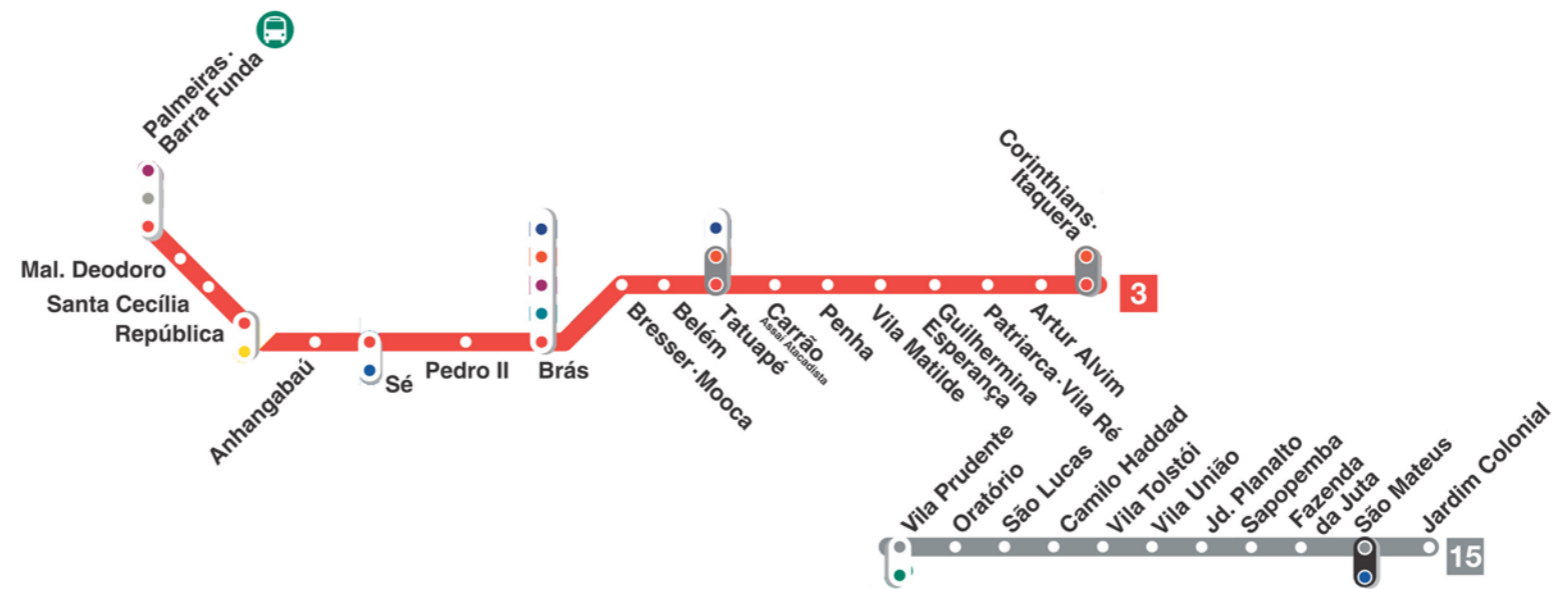 Palmeiras·
Barra Funda
Mal. Deodoro
Santa Cecília
República
Anhangabaú
Sé
Pedro II
Brás
Bresser·Mooca
Belém
Tatuapé
Carrão
Assaí Atacadista
Penha
Vila Matilde
Guilhermina
Esperança
Patriarca·Vila Ré
Artur Alvim
Corinthians·
Itaquera
3
Vila Prudente
Oratório
São Lucas
Camilo Haddad
Vila Tolstói
Vila União
Jd. Planalto
Sapopemba
Fazenda
da Juta
São Mateus
Jardim Colonial
15